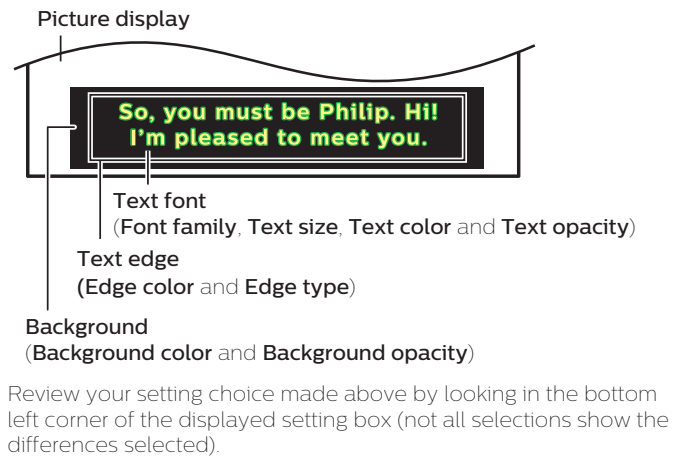 Picture display
So, you must be Philip. Hi!
I'm pleased to meet you.
Text font
(Font family, Text size, Text color and Text opacity)
Text edge
(Edge color and Edge type)
Background
(Background color and Background opacity)
Review your setting choice made above by looking in the bottom
left corner of the displayed setting box (not all selections show the
differences selected).